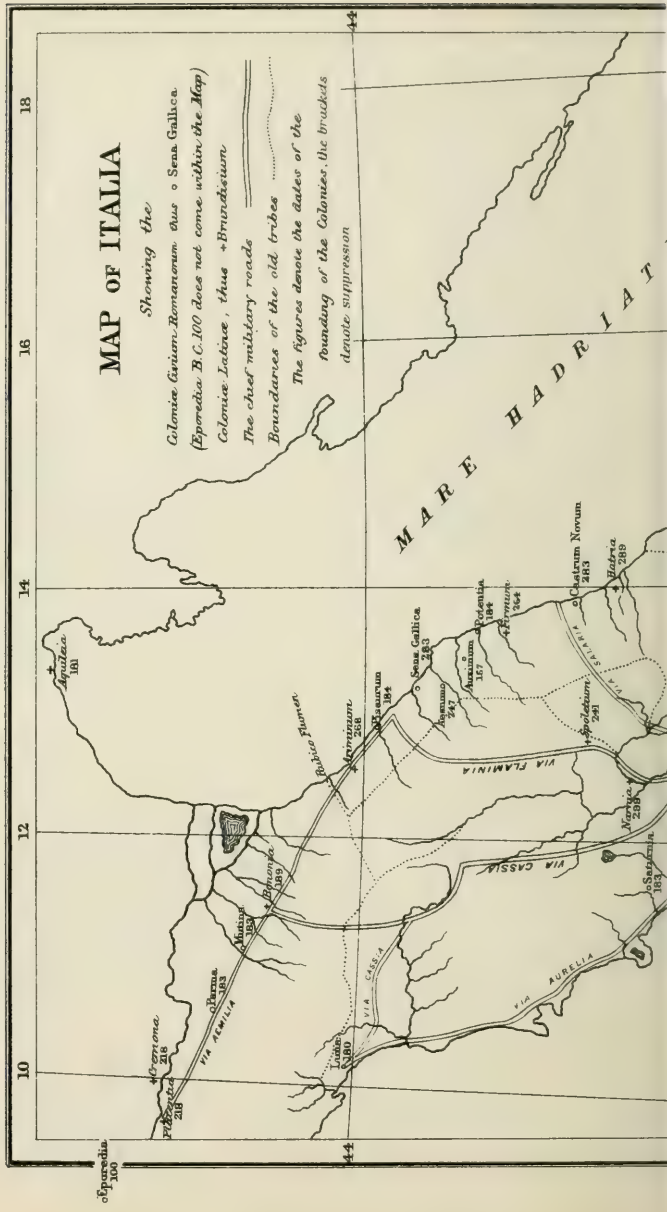 18
16
14
12
10
44
44
MAP OF ITALIA
Showing the
Coloniæ Civium Romanorum thus o Sena Gallica
(Eporedia B.C.100 does not come within the Map)
Coloniæ Latinæ, thus +Brundisium
The chief military roads
Boundaries of the old tribes
The figures denote the dates of the
founding of the Colonies, the brackets
denote suppression
MARE HADRIAT
Eporedia
100
Cremona
218
Placentia
218
Parma
183
VIA AEMILIA
Mutina
183
Bononia
189
Aquileia
181
Rubico Flumen
Ariminum
268
Pisaurum
184
Sena Gallica
283
Aesis
247
Auximum
157
Potentia
184
Firmum
264
Castrum Novum
283
Hatria
289
VIA SALARIA
Spoletium
241
VIA FLAMINIA
Narnia
299
VIA CASSIA
VIA CASSIA
Luna
180
VIA AURELIA
Saturnia
183